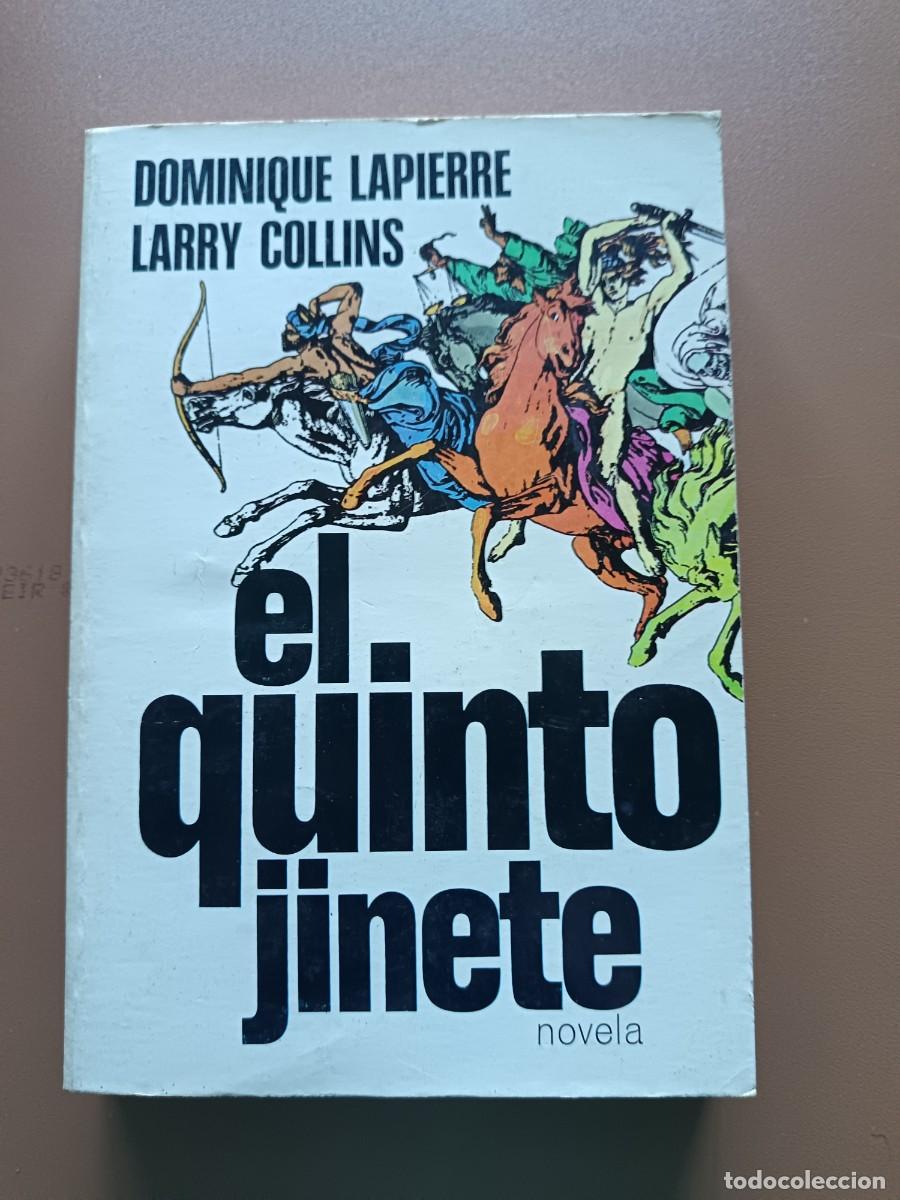 DOMINIQUE LAPIERRE
LARRY COLLINS
el
quinto
jinete
novela
todocoleccion